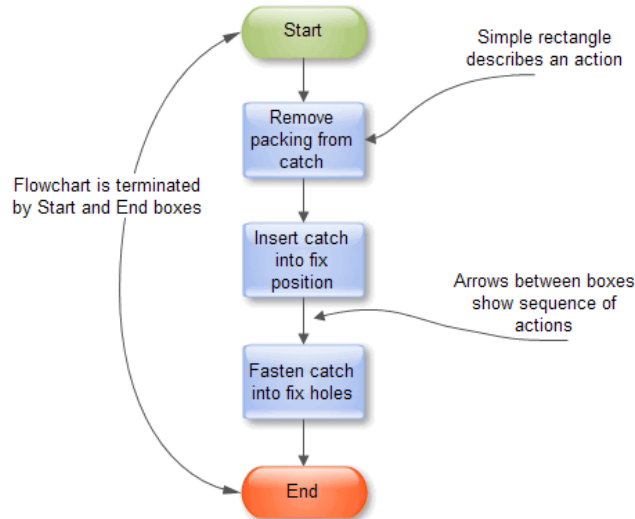 Start
Simple rectangle
describes an action
Remove
packing from
catch
Flowchart is terminated
by Start and End boxes
Insert catch
into fix
position
Arrows between boxes
show sequence of
actions
Fasten catch
into fix holes
End